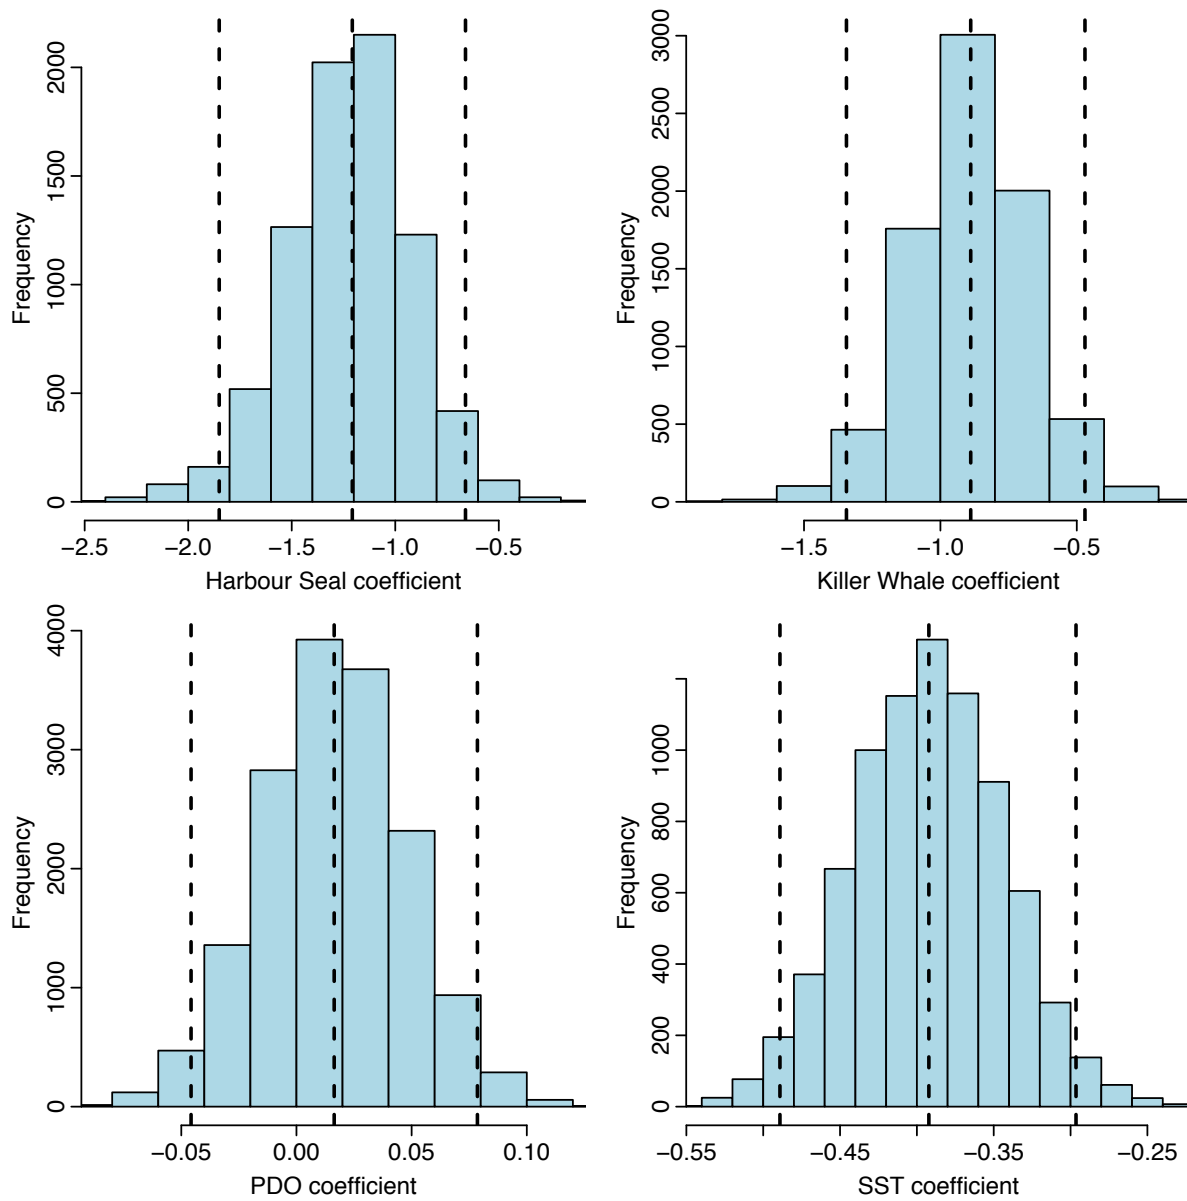 Frequency
0 500 1000 1500 2000
−2.5 −2.0 −1.5 −1.0 −0.5
Harbour Seal coefficient
Frequency
0 500 1000 1500 2000 2500 3000
−1.5 −1.0 −0.5
Killer Whale coefficient
Frequency
0 1000 2000 3000 4000
−0.05 0.00 0.05 0.10
PDO coefficient
Frequency
0 200 400 600 800 1000
−0.55 −0.45 −0.35 −0.25
SST coefficient